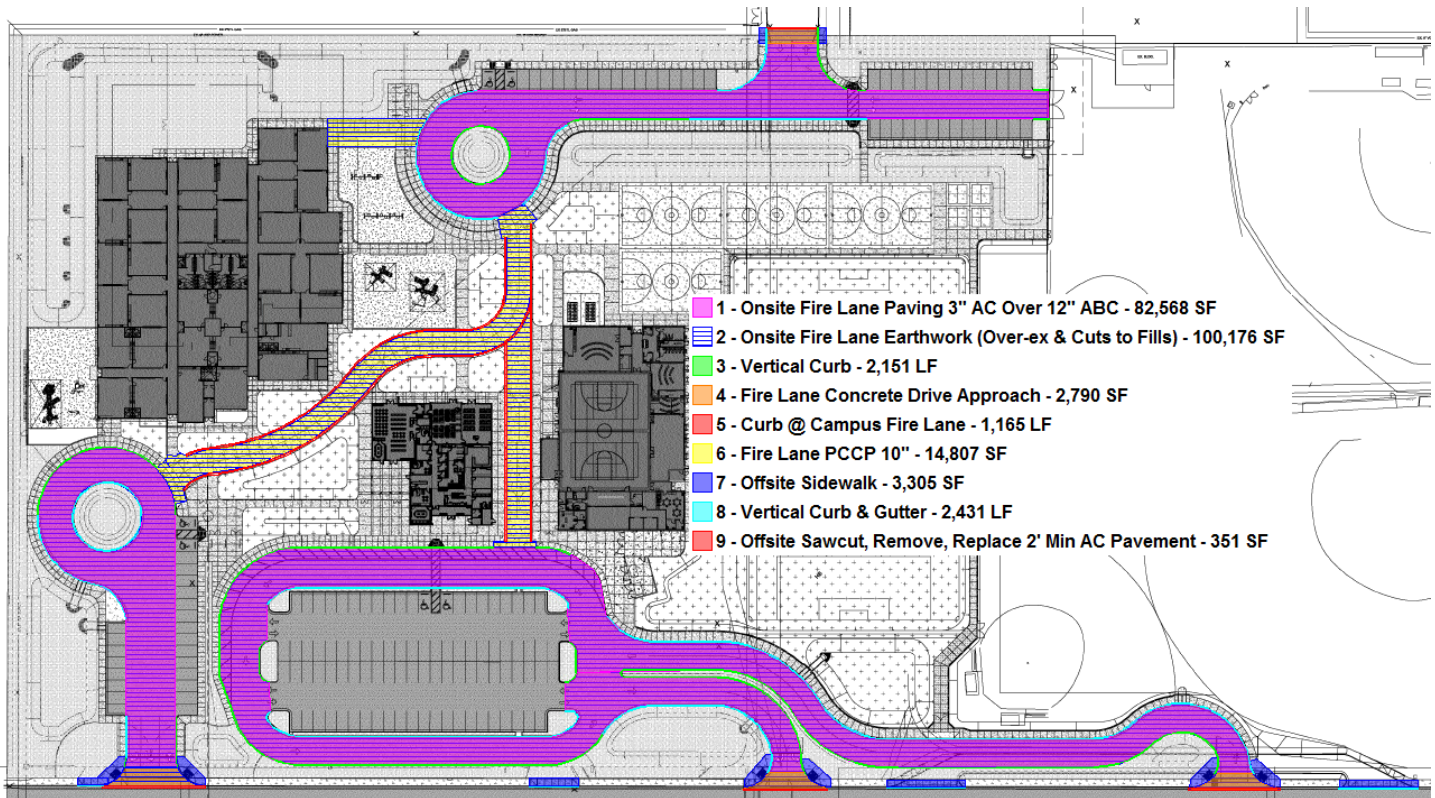 1 - Onsite Fire Lane Paving 3" AC Over 12" ABC - 82,568 SF
2 - Onsite Fire Lane Earthwork (Over-ex & Cuts to Fills) - 100,176 SF
3 - Vertical Curb - 2,151 LF
4 - Fire Lane Concrete Drive Approach - 2,790 SF
5 - Curb @ Campus Fire Lane - 1,165 LF
6 - Fire Lane PCCP 10" - 14,807 SF
7 - Offsite Sidewalk - 3,305 SF
8 - Vertical Curb & Gutter - 2,431 LF
9 - Offsite Sawcut, Remove, Replace 2' Min AC Pavement - 351 SF